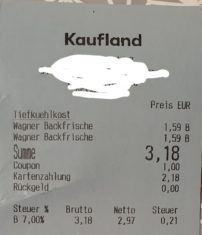 Kaufland
Preis EUR
Tiefkuehlkost
Wagner Backfrische 1,59 B
Wagner Backfrische 1,59 B
Summe 3,18
Coupon 1,00
Kartenzahlung 2,18
Rückgeld 0,00
Steuer % Brutto Netto Steuer
B 7,00% 3,18 2,97 0,21